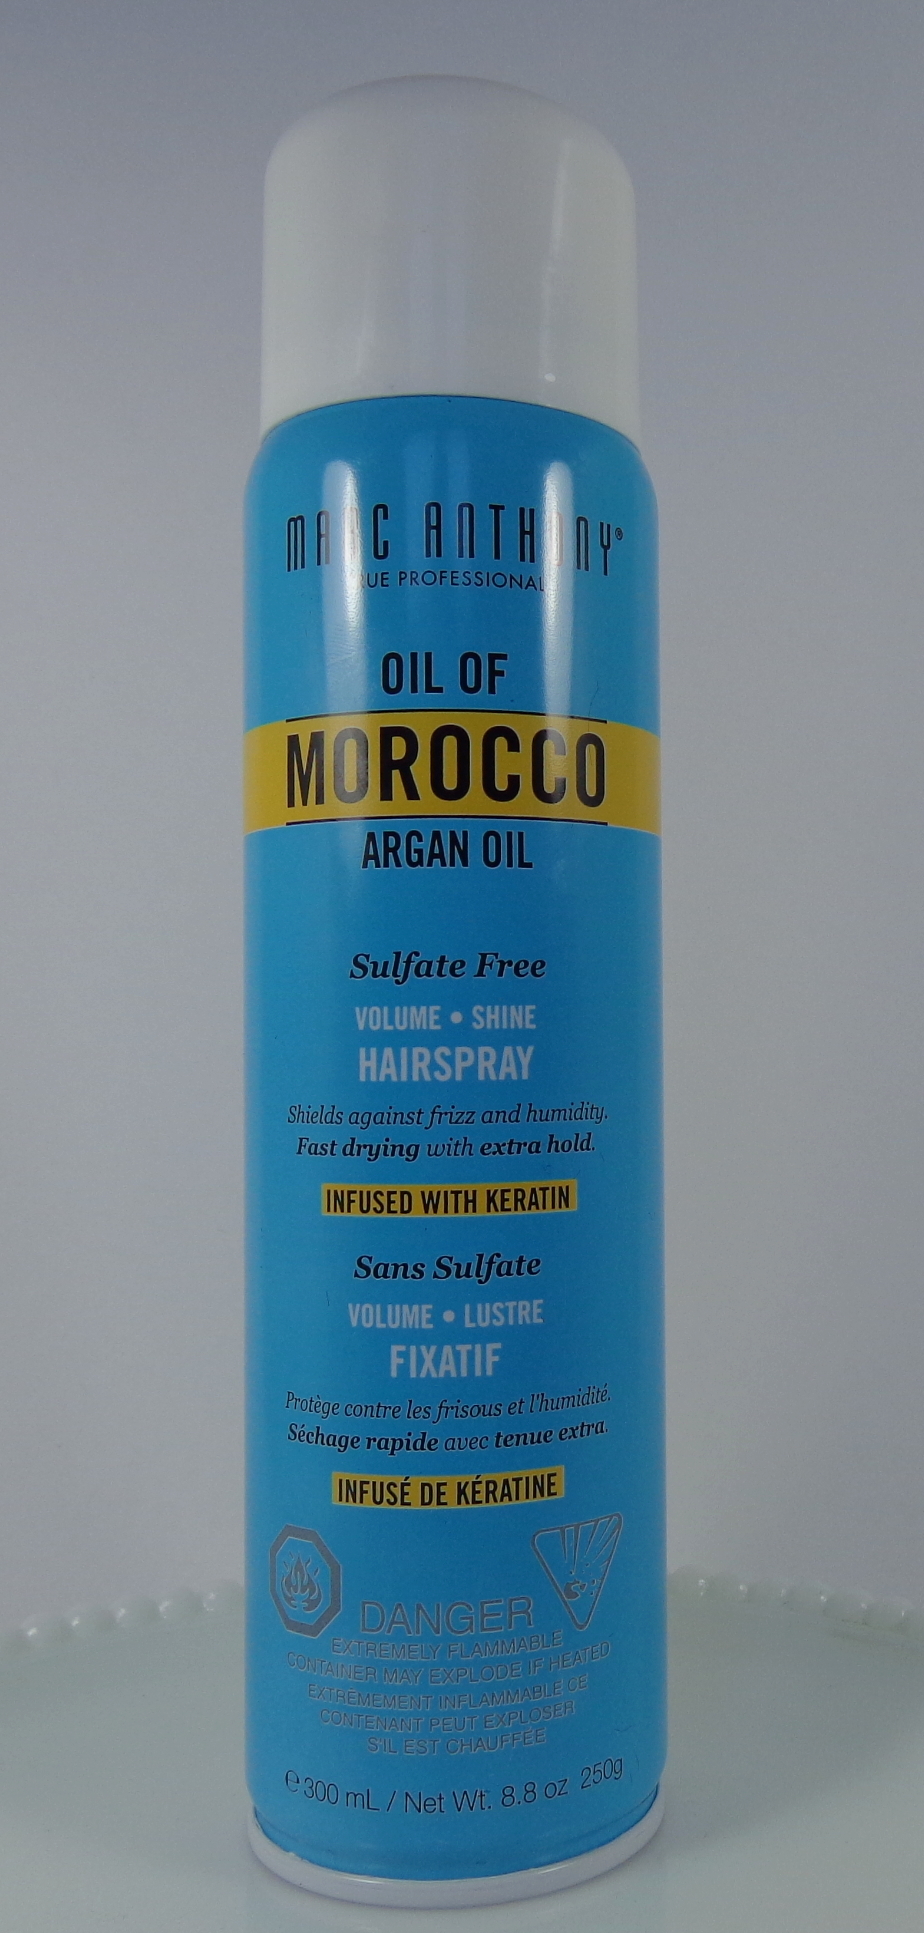 MARC ANTHONY®
TRUE PROFESSIONAL
OIL OF
MOROCCO
ARGAN OIL
Sulfate Free
VOLUME • SHINE
HAIRSPRAY
Shields against frizz and humidity.
Fast drying with extra hold.
INFUSED WITH KERATIN
Sans Sulfate
VOLUME • LUSTRE
FIXATIF
Protège contre les frisous et l'humidité.
Séchage rapide avec tenue extra.
INFUSÉ DE KÉRATINE
DANGER
EXTREMELY FLAMMABLE
CONTAINER MAY EXPLODE IF HEATED
EXTRÊMEMENT INFLAMMABLE CE
CONTENANT PEUT EXPLOSER
S'IL EST CHAUFFÉE
℮ 300 mL / Net Wt. 8.8 oz 250g